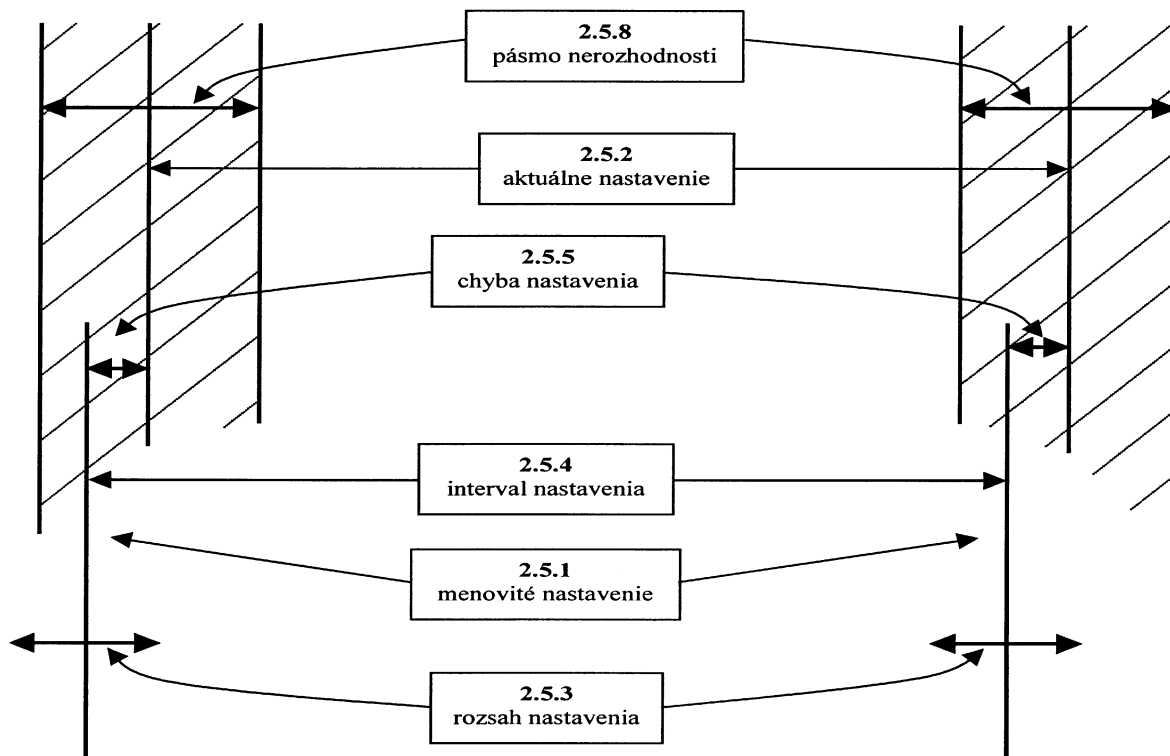 2.5.8
pásmo nerozhodnosti
2.5.2
aktuálne nastavenie
2.5.5
chyba nastavenia
2.5.4
interval nastavenia
2.5.1
menovité nastavenie
2.5.3
rozsah nastavenia